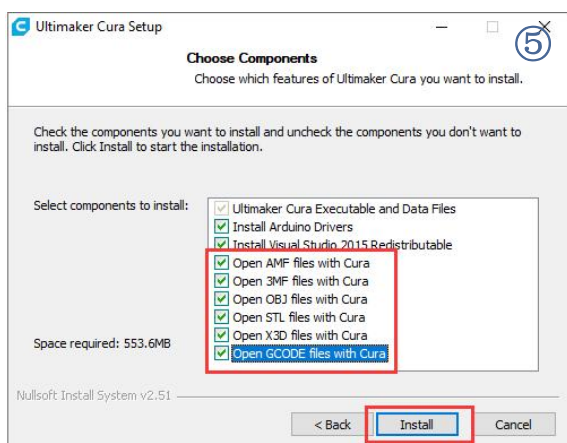 Ultimaker Cura Setup
⑤
Choose Components
Choose which features of Ultimaker Cura you want to install.
Check the components you want to install and uncheck the components you don't want to
install. Click Install to start the installation.
Select components to install:
Ultimaker Cura Executable and Data Files
Install Arduino Drivers
Install Visual Studio 2015 Redistributable
Open AMF files with Cura
Open 3MF files with Cura
Open OBJ files with Cura
Open STL files with Cura
Open X3D files with Cura
Open GCODE files with Cura
Space required: 553.6MB
Nullsoft Install System v2.51
< Back
Install
Cancel